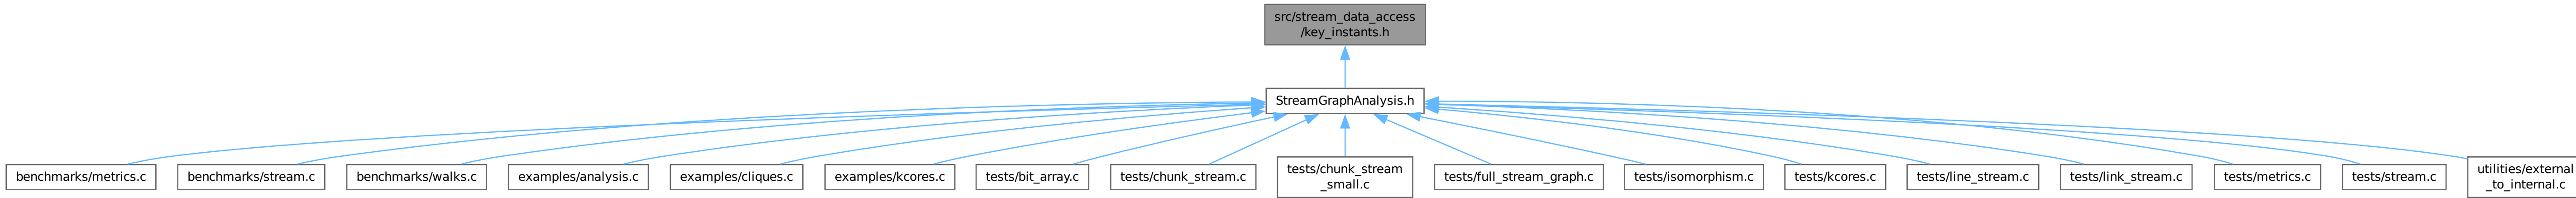 src/stream_data_access
/key_instants.h
StreamGraphAnalysis.h
benchmarks/metrics.c
benchmarks/stream.c
benchmarks/walks.c
examples/analysis.c
examples/cliques.c
examples/kcores.c
tests/bit_array.c
tests/chunk_stream.c
tests/chunk_stream
_small.c
tests/full_stream_graph.c
tests/isomorphism.c
tests/kcores.c
tests/line_stream.c
tests/link_stream.c
tests/metrics.c
tests/stream.c
utilities/external
_to_internal.c